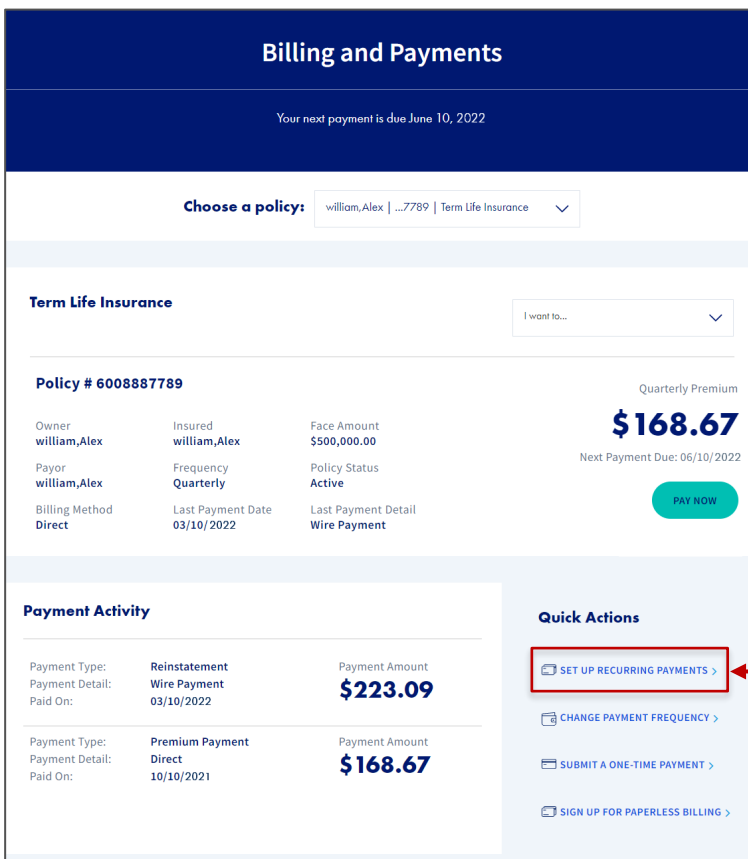 Billing and Payments
Your next payment is due June 10, 2022
Choose a policy: william,Alex | ...7789 | Term Life Insurance
Term Life Insurance
I want to...
Policy # 6008887789
Quarterly Premium
$168.67
Next Payment Due: 06/10/2022
PAY NOW
Owner Insured Face Amount
william,Alex william,Alex $500,000.00
Payor Frequency Policy Status
william,Alex Quarterly Active
Billing Method Last Payment Date Last Payment Detail
Direct 03/10/2022 Wire Payment
Payment Activity
Payment Type: Reinstatement Payment Amount
Payment Detail: Wire Payment $223.09
Paid On: 03/10/2022
Payment Type: Premium Payment Payment Amount
Payment Detail: Direct $168.67
Paid On: 10/10/2021
Quick Actions
SET UP RECURRING PAYMENTS >
CHANGE PAYMENT FREQUENCY >
SUBMIT A ONE-TIME PAYMENT >
SIGN UP FOR PAPERLESS BILLING >